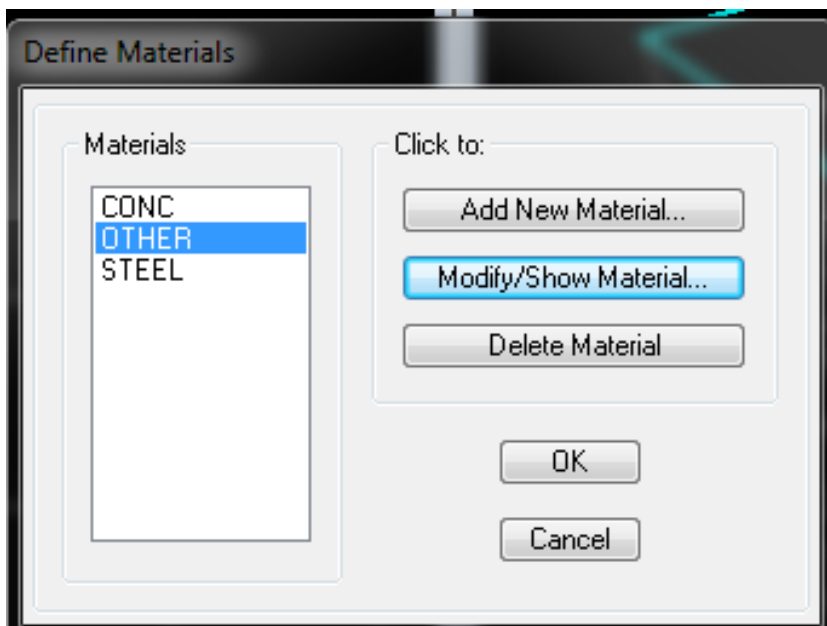 Define Materials
Materials
CONC
OTHER
STEEL
Click to:
Add New Material...
Modify/Show Material...
Delete Material
OK
Cancel